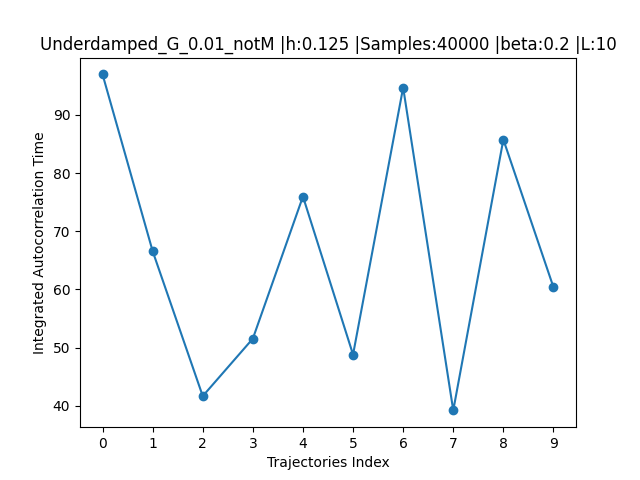 Underdamped_G_0.01_notM |h:0.125 |Samples:40000 |beta:0.2 |L:10
Integrated Autocorrelation Time
90
80
70
60
50
40
0 1 2 3 4 5 6 7 8 9
Trajectories Index